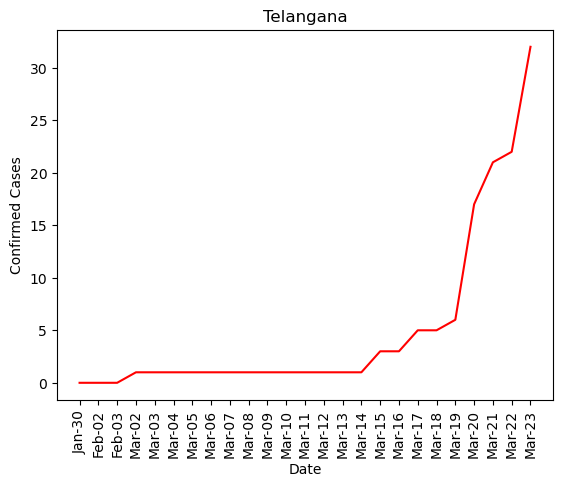 Telangana
Confirmed Cases
30
25
20
15
10
5
0
Jan-30
Feb-02
Feb-03
Mar-02
Mar-03
Mar-04
Mar-05
Mar-06
Mar-07
Mar-08
Mar-09
Mar-10
Mar-11
Mar-12
Mar-13
Mar-14
Mar-15
Mar-16
Mar-17
Mar-18
Mar-19
Mar-20
Mar-21
Mar-22
Mar-23
Date